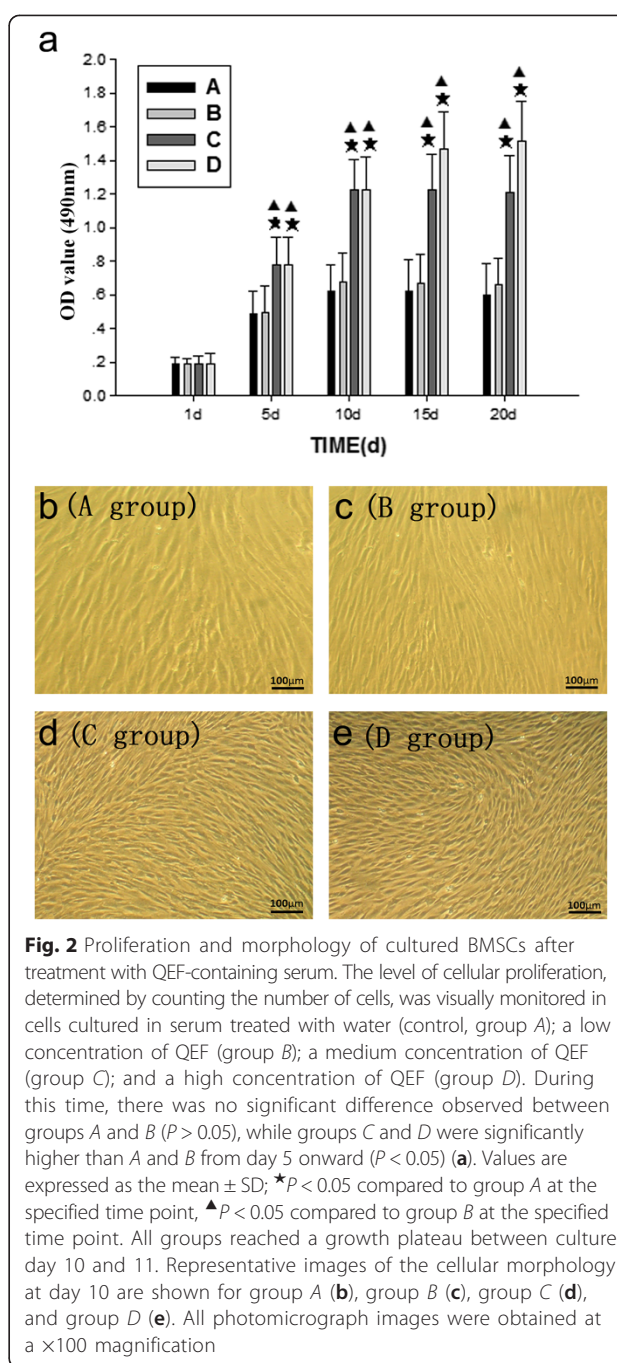 a
2.0
1.8
1.6
1.4
1.2
1.0
.8
.6
.4
.2
0.0
OD value (490nm)
A
B
C
D
1d 5d 10d 15d 20d
TIME(d)
b (A group)
100μm
c (B group)
100μm
d (C group)
100μm
e (D group)
100μm
Fig. 2 Proliferation and morphology of cultured BMSCs after
treatment with QEF-containing serum. The level of cellular proliferation,
determined by counting the number of cells, was visually monitored in
cells cultured in serum treated with water (control, group A); a low
concentration of QEF (group B); a medium concentration of QEF
(group C); and a high concentration of QEF (group D). During
this time, there was no significant difference observed between
groups A and B (P > 0.05), while groups C and D were significantly
higher than A and B from day 5 onward (P < 0.05) (a). Values are
expressed as the mean ± SD; ★P < 0.05 compared to group A at the
specified time point, ▲P < 0.05 compared to group B at the specified
time point. All groups reached a growth plateau between culture
day 10 and 11. Representative images of the cellular morphology
at day 10 are shown for group A (b), group B (c), group C (d),
and group D (e). All photomicrograph images were obtained at
a ×100 magnification